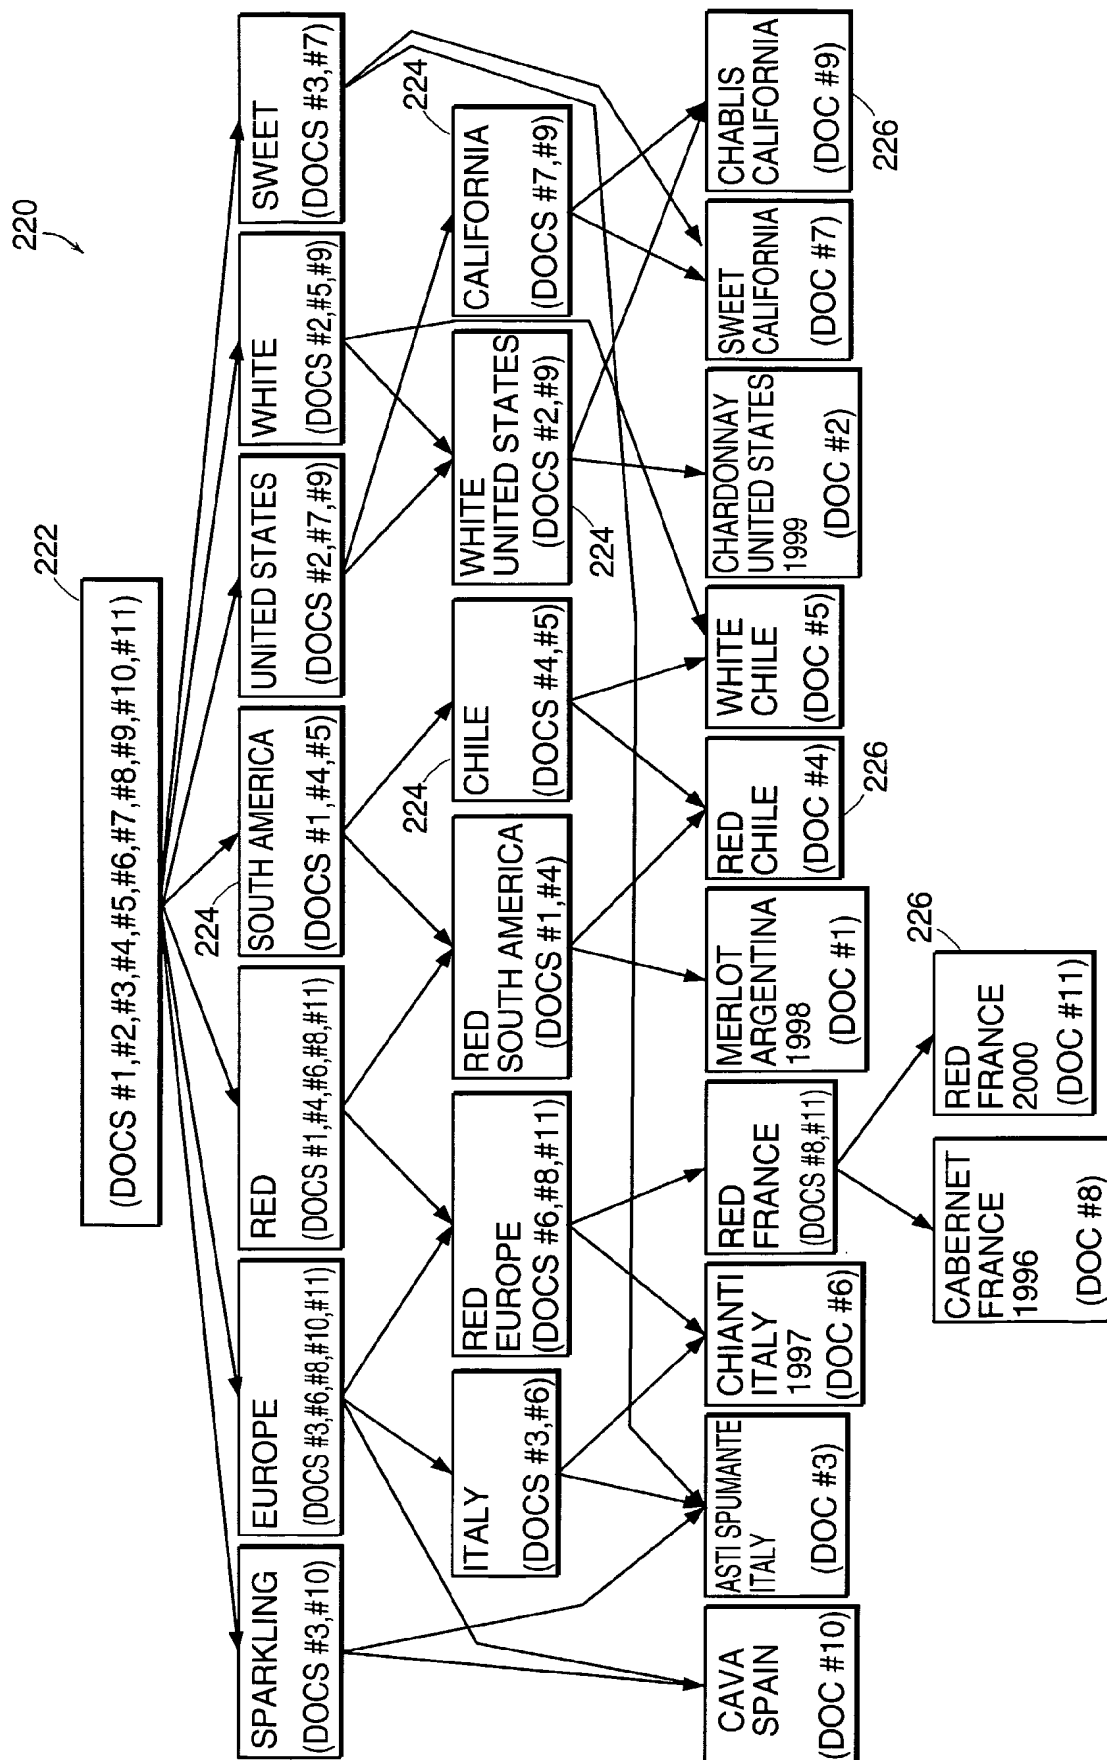 220
222
(DOCS #1,#2,#3,#4,#5,#6,#7,#8,#9,#10,#11)
SPARKLING
(DOCS #3,#10)
EUROPE
(DOCS #3,#6,#8,#10,#11)
RED
(DOCS #1,#4,#6,#8,#11)
224
SOUTH AMERICA
(DOCS #1,#4,#5)
UNITED STATES
(DOCS #2,#7,#9)
WHITE
(DOCS #2,#5,#9)
SWEET
(DOCS #3,#7)
ITALY
(DOCS #3,#6)
RED
EUROPE
(DOCS #6,#8,#11)
RED
SOUTH AMERICA
(DOCS #1,#4)
224
CHILE
(DOCS #4,#5)
WHITE
UNITED STATES
(DOCS #2,#9)
224
224
CALIFORNIA
(DOCS #7,#9)
CAVA
SPAIN
(DOC #10)
ASTI SPUMANTE
ITALY
(DOC #3)
CHIANTI
ITALY
1997
(DOC #6)
RED
FRANCE
(DOCS #8,#11)
MERLOT
ARGENTINA
1998
(DOC #1)
RED
CHILE
(DOC #4)
226
WHITE
CHILE
(DOC #5)
CHARDONNAY
UNITED STATES
1999
(DOC #2)
SWEET
CALIFORNIA
(DOC #7)
CHABLIS
CALIFORNIA
(DOC #9)
226
CABERNET
FRANCE
1996
(DOC #8)
226
RED
FRANCE
2000
(DOC #11)